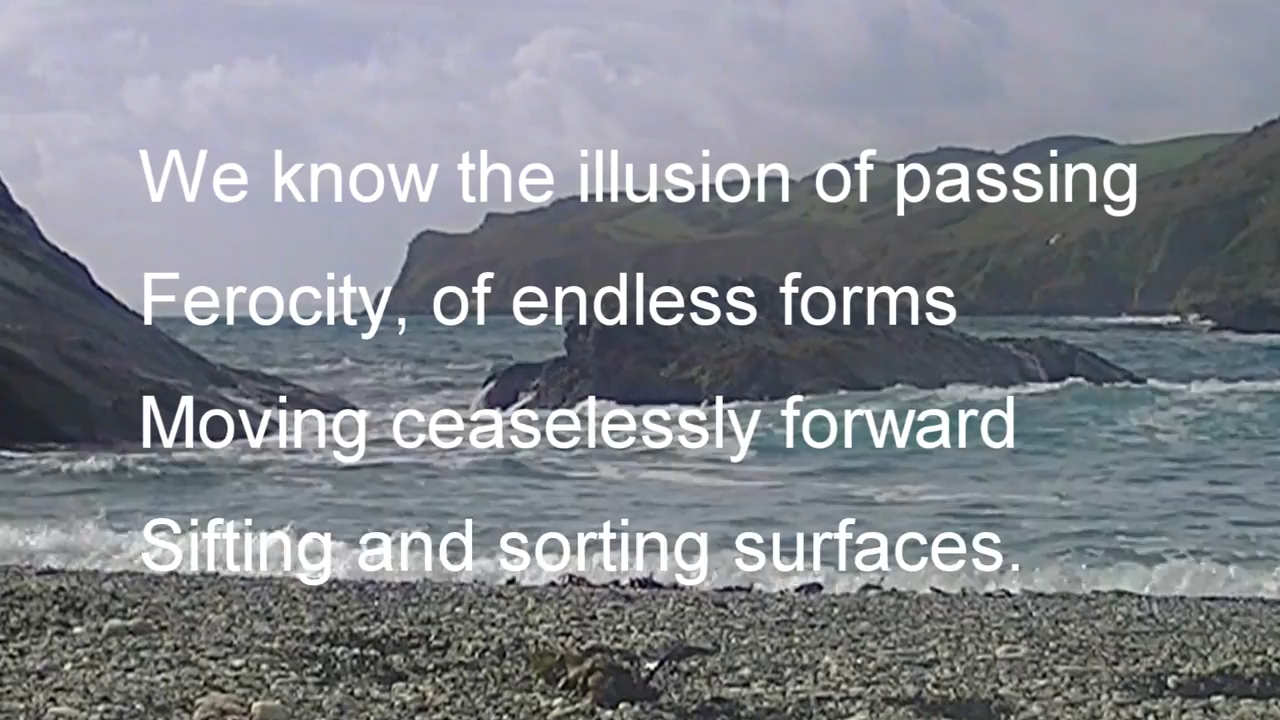 We know the illusion of passing
Ferocity, of endless forms
Moving ceaselessly forward
Sifting and sorting surfaces.